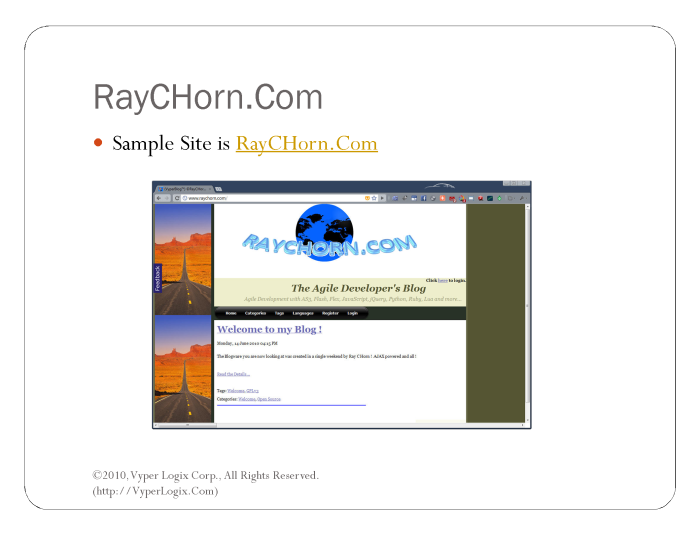 RayCHorn.Com
• Sample Site is RayCHorn.Com
www.raychorn.com/
RAYCHORN.COM
Click here to login.
The Agile Developer's Blog
Agile Development with AS3, Flash, Flex, JavaScript, jQuery, Python, Ruby, Lua and more...
Feedback
Home Categories Tags Languages Register Login
Welcome to my Blog !
Monday, 14 June 2010 04:15 PM
The Blogware you are now looking at was created in a single weekend by Ray C Horn ! AJAX powered and all !
Read the Details...
Tags: Welcome, GPLv3
Categories: Welcome, Open Source
©2010, Vyper Logix Corp., All Rights Reserved.
(http://VyperLogix.Com)